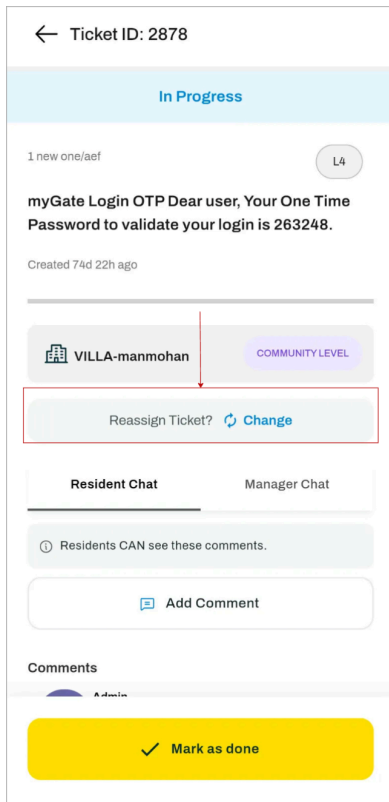 Ticket ID: 2878
In Progress
1 new one/aef
L4
myGate Login OTP Dear user, Your One Time
Password to validate your login is 263248.
Created 74d 22h ago
VILLA-manmohan
COMMUNITY LEVEL
Reassign Ticket? Change
Resident Chat
Manager Chat
Residents CAN see these comments.
Add Comment
Comments
Admin
Mark as done